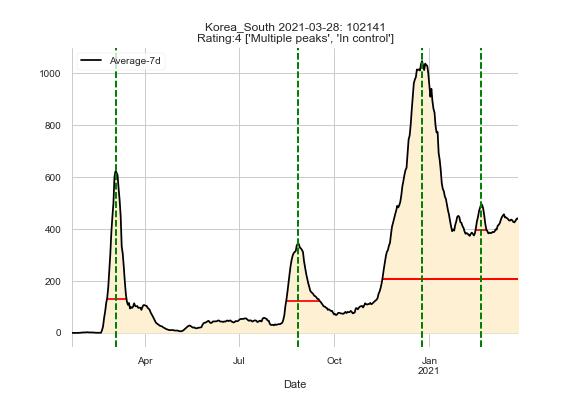 Korea_South 2021-03-28: 102141
Rating:4 ['Multiple peaks', 'In control']
Average-7d
1000
800
600
400
200
0
Apr
Jul
Oct
Jan
2021
Date